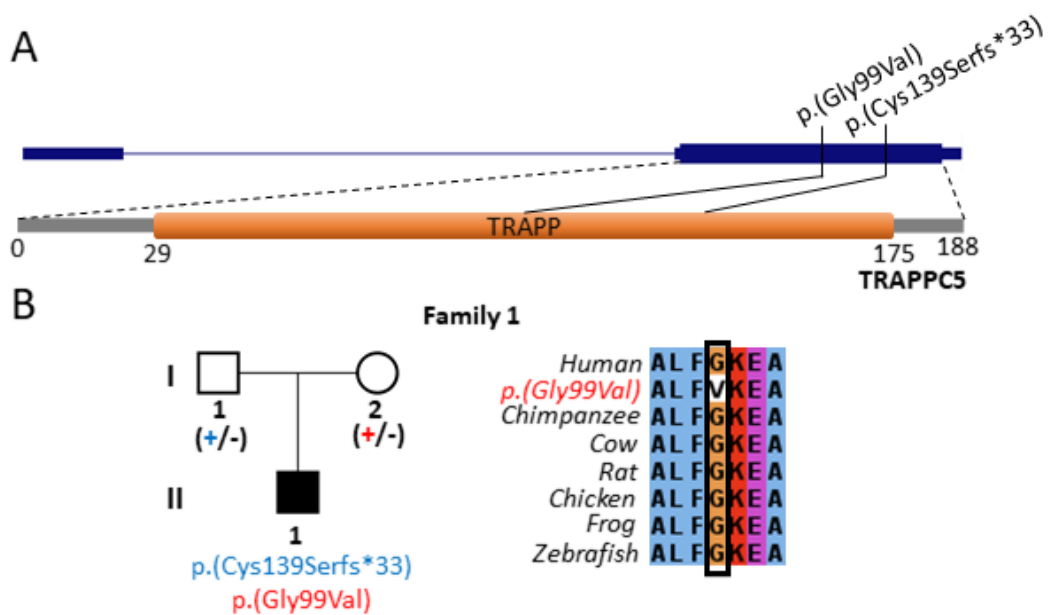 A
p.(Gly99Val)
p.(Cys139Serfs*33)
TRAPP
0
29
175
188
TRAPPC5
B
Family 1
I
1
(+/-)
2
(+/-)
II
1
p.(Cys139Serfs*33)
p.(Gly99Val)
Human A L F G K E A
p.(Gly99Val) A L F V K E A
Chimpanzee A L F G K E A
Cow A L F G K E A
Rat A L F G K E A
Chicken A L F G K E A
Frog A L F G K E A
Zebrafish A L F G K E A